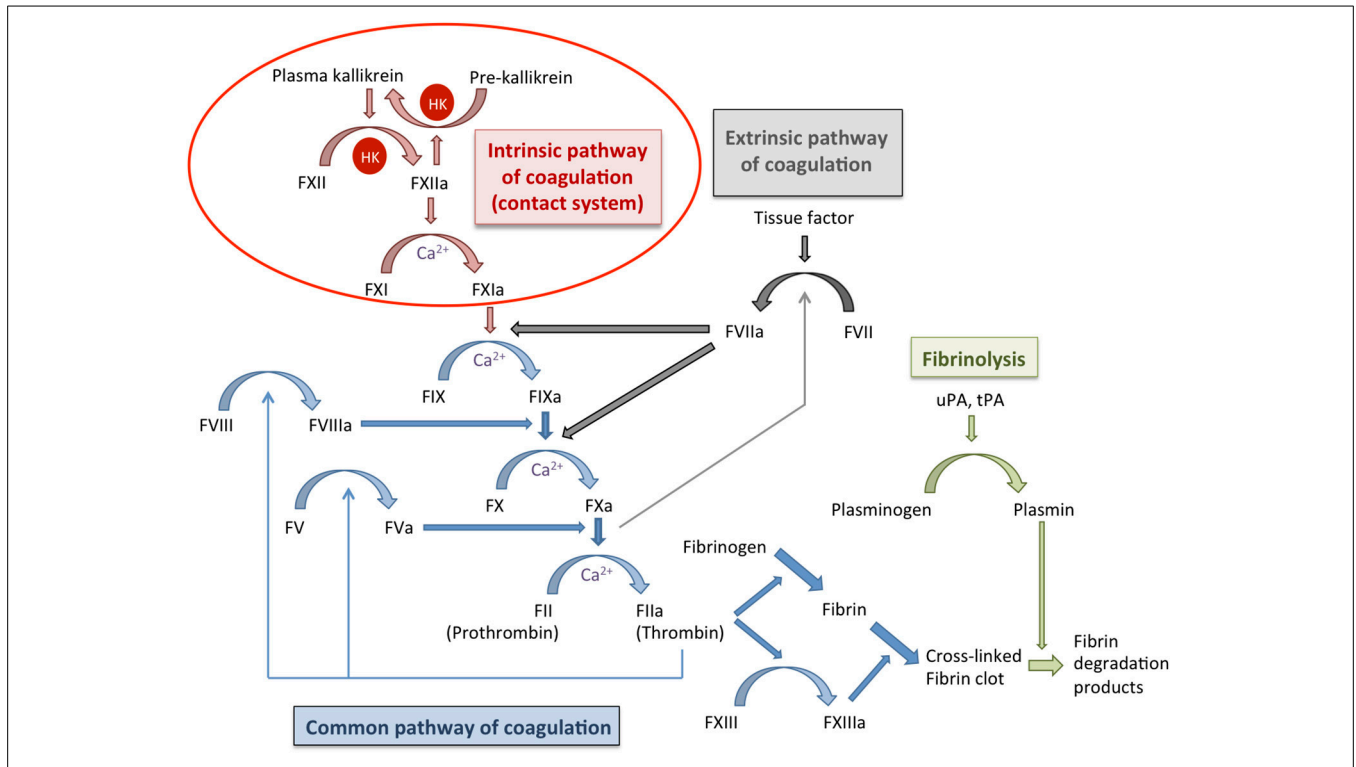 Plasma kallikrein
Pre-kallikrein
HK
HK
FXII
FXIIa
Intrinsic pathway
of coagulation
(contact system)
Ca2+
FXI
FXIa
Extrinsic pathway
of coagulation
Tissue factor
FVIIa
FVII
Ca2+
FIX
FIXa
FVIII
FVIIIa
Ca2+
FX
FXa
FV
FVa
Ca2+
FII
(Prothrombin)
FIIa
(Thrombin)
Fibrinogen
Fibrin
FXIII
FXIIIa
Cross-linked
Fibrin clot
Fibrinolysis
uPA, tPA
Plasminogen
Plasmin
Fibrin
degradation
products
Common pathway of coagulation